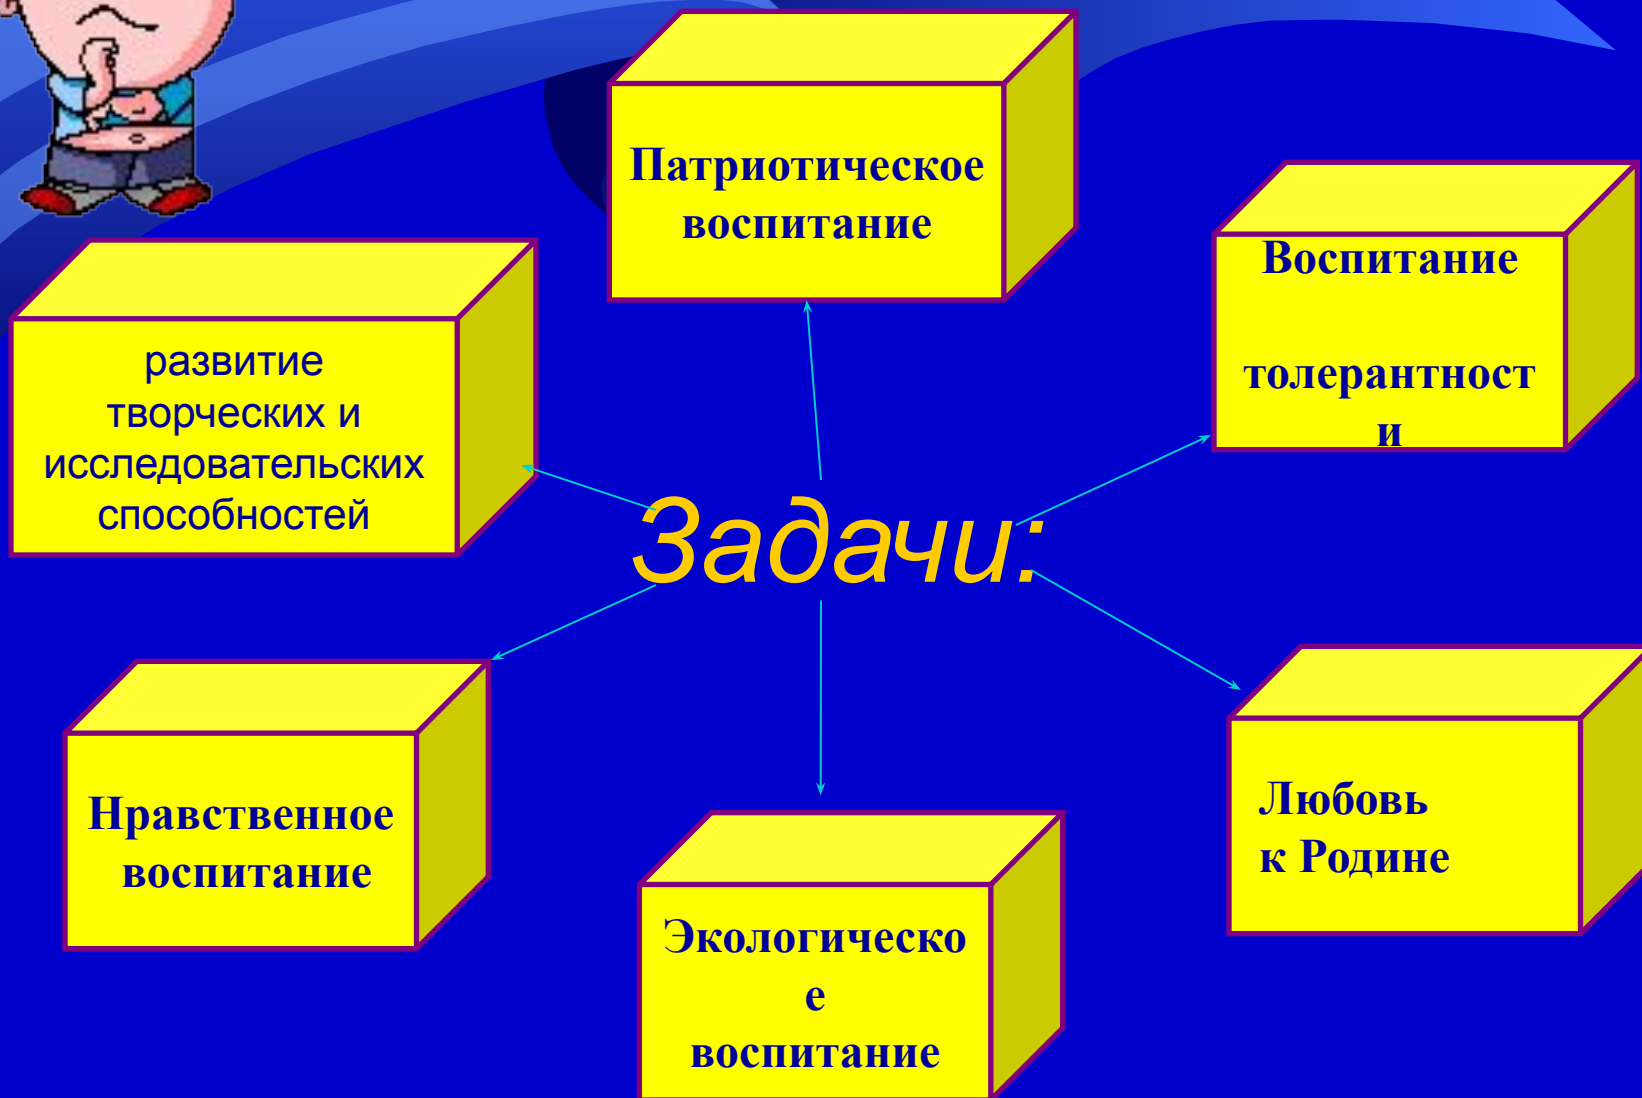 Патриотическое
воспитание
Воспитание
толерантност
и
развитие
творческих и
исследовательских
способностей
Задачи:
Нравственное
воспитание
Любовь
к Родине
Экологическо
е
воспитание